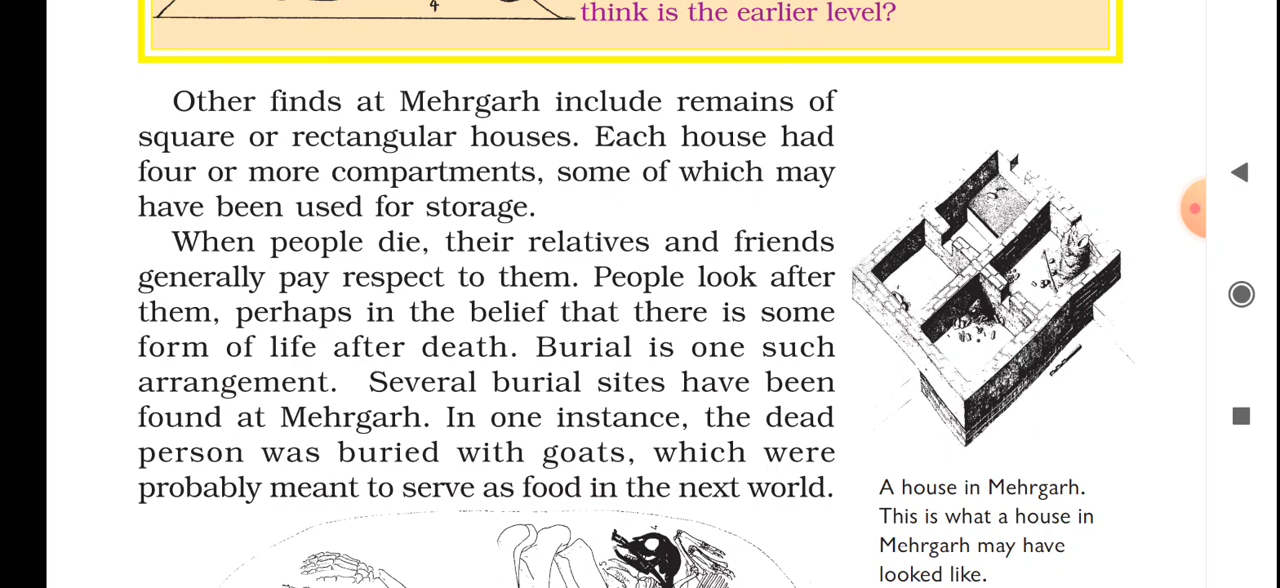 4
think is the earlier level?
Other finds at Mehrgarh include remains of
square or rectangular houses. Each house had
four or more compartments, some of which may
have been used for storage.
When people die, their relatives and friends
generally pay respect to them. People look after
them, perhaps in the belief that there is some
form of life after death. Burial is one such
arrangement. Several burial sites have been
found at Mehrgarh. In one instance, the dead
person was buried with goats, which were
probably meant to serve as food in the next world.
A house in Mehrgarh.
This is what a house in
Mehrgarh may have
looked like.